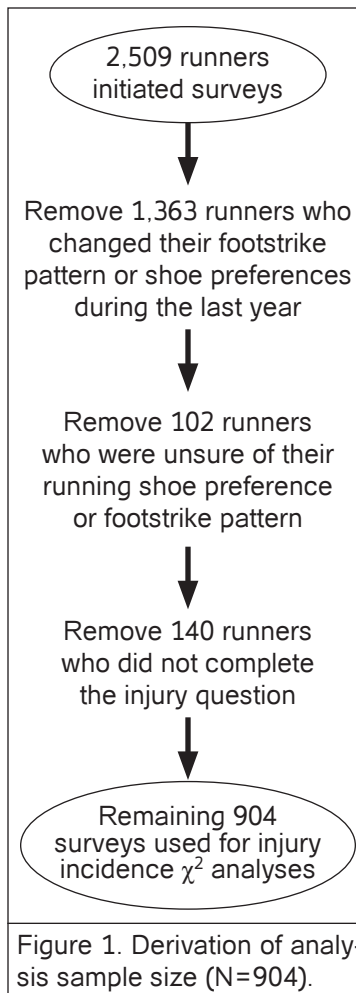 2,509 runners
initiated surveys
Remove 1,363 runners who
changed their footstrike
pattern or shoe preferences
during the last year
Remove 102 runners
who were unsure of their
running shoe preference
or footstrike pattern
Remove 140 runners
who did not complete
the injury question
Remaining 904
surveys used for injury
incidence χ² analyses
Figure 1. Derivation of analy-
sis sample size (N=904).